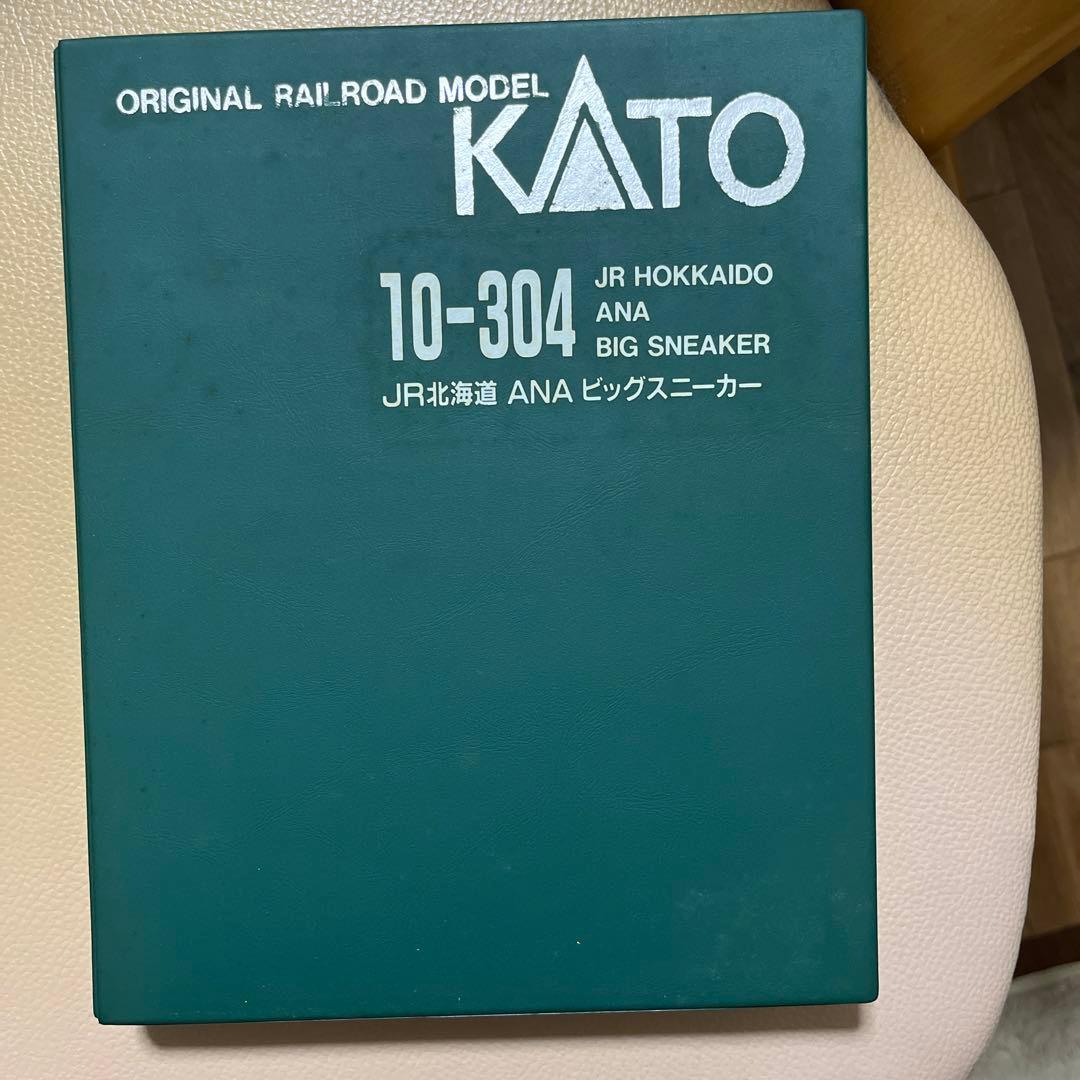 ORIGINAL RAILROAD MODEL
KATO
10-304
JR HOKKAIDO
ANA
BIG SNEAKER
JR北海道 ANA ビッグスニーカー